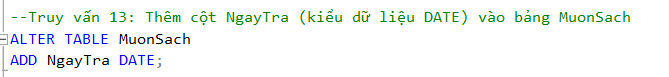 --Truy vấn 13: Thêm cột NgayTra (kiểu dữ liệu DATE) vào bảng MuonSach
ALTER TABLE MuonSach
ADD NgayTra DATE;